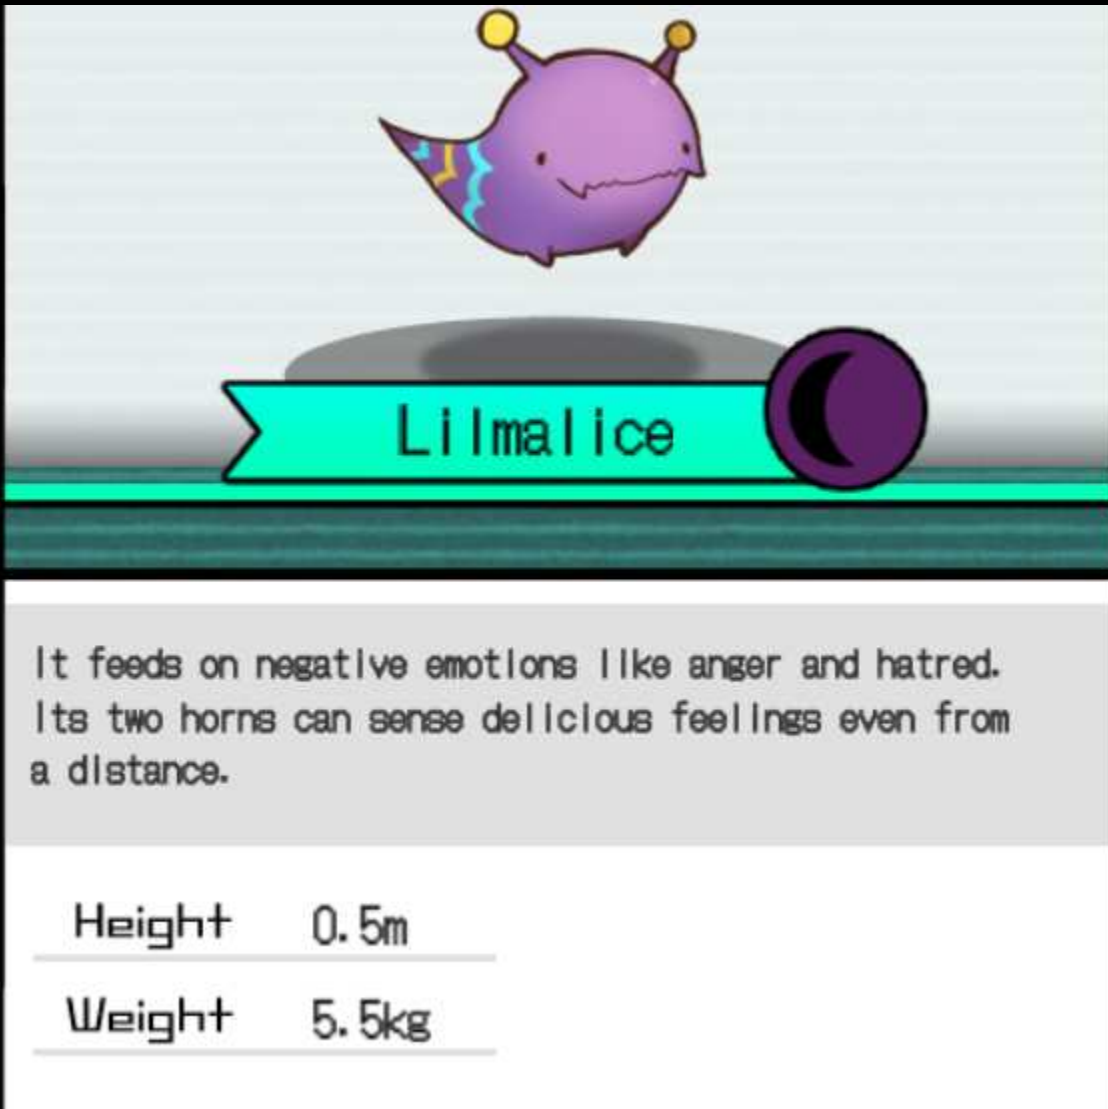 Lilmalice
It feeds on negative emotions like anger and hatred.
Its two horns can sense delicious feelings even from
a distance.
Height 0.5m
Weight 5.5kg